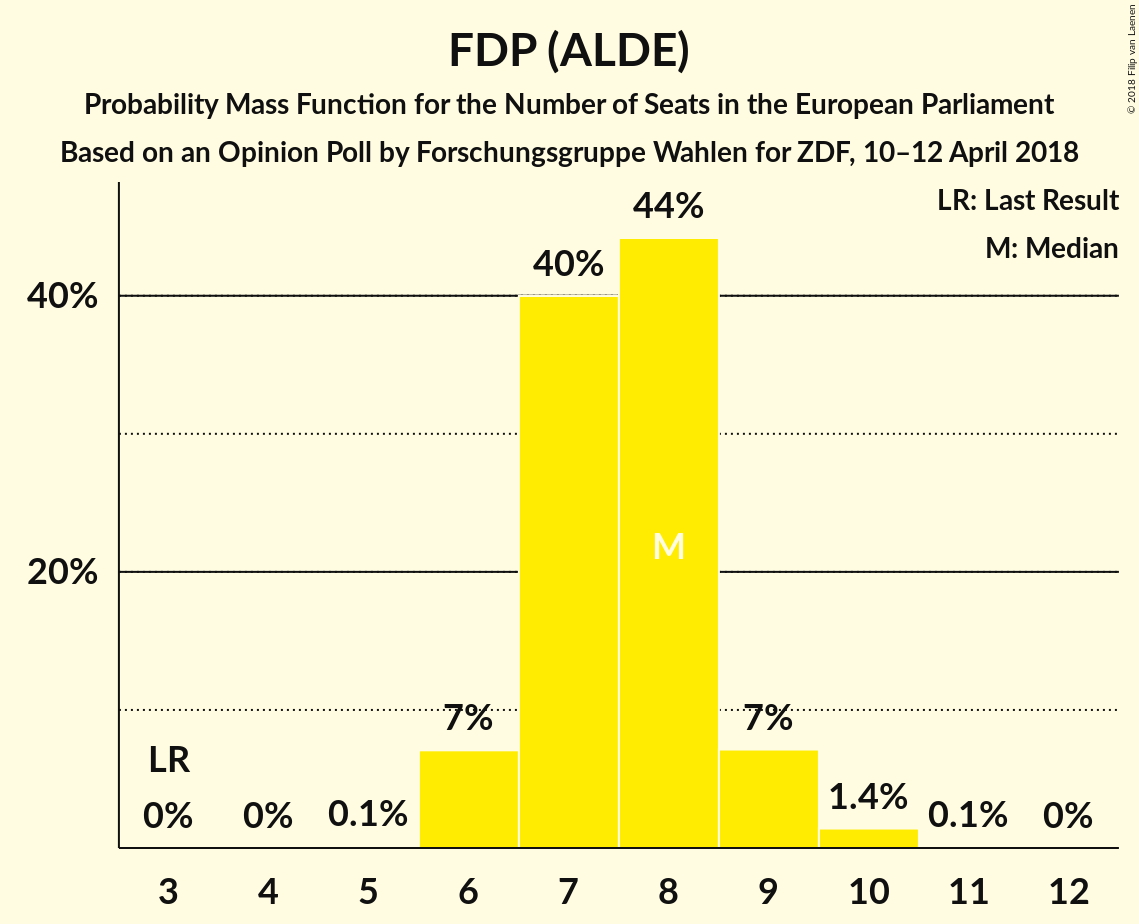 FDP (ALDE)
Probability Mass Function for the Number of Seats in the European Parliament
Based on an Opinion Poll by Forschungsgruppe Wahlen for ZDF, 10–12 April 2018
© 2018 Filip van Laenen
LR: Last Result
M: Median
40%
20%
LR
0%
0%
0.1%
7%
40%
44%
M
7%
1.4%
0.1%
0%
3 4 5 6 7 8 9 10 11 12